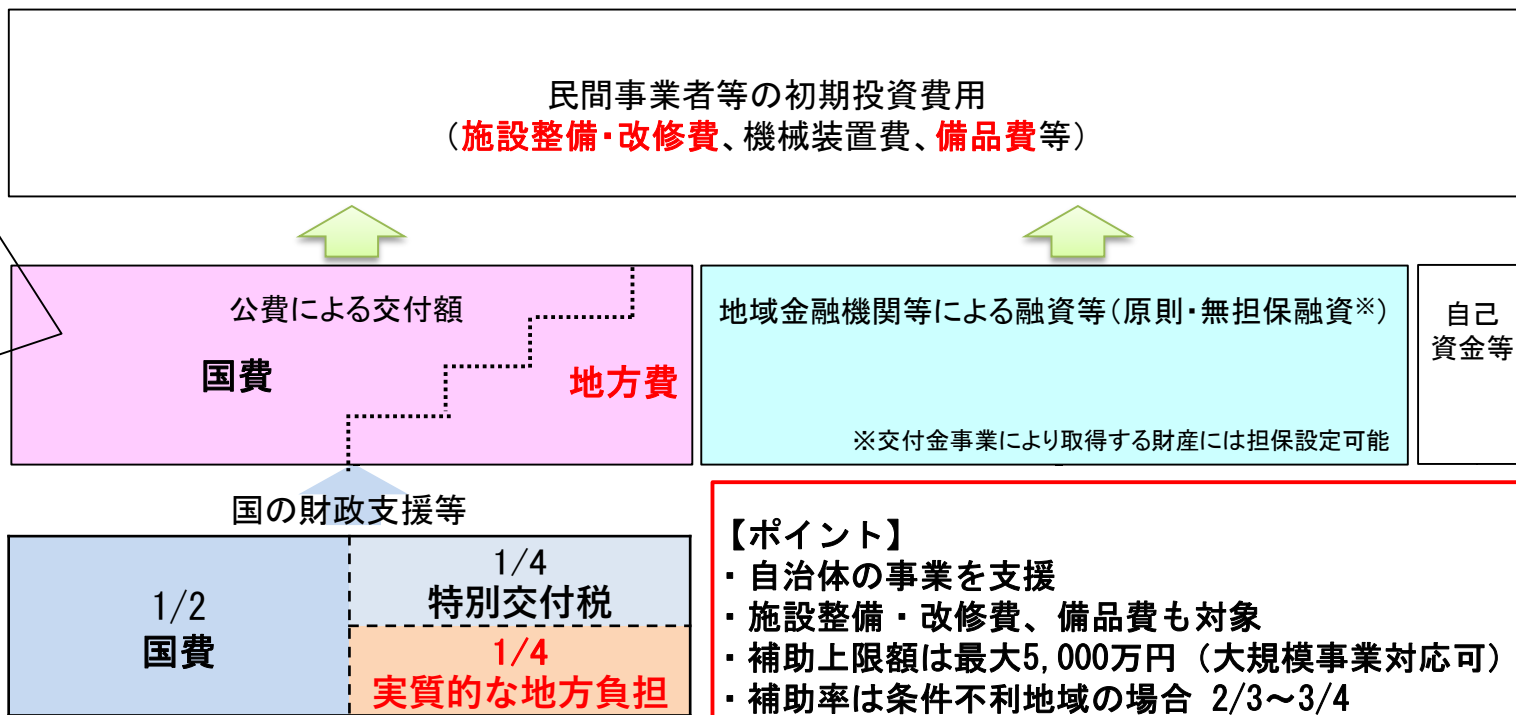 民間事業者等の初期投資費用
（施設整備・改修費、機械装置費、備品費等）
公費による交付額
国費
地方費
地域金融機関等による融資等（原則・無担保融資※）
※交付金事業により取得する財産には担保設定可能
自己
資金等
国の財政支援等
1/2
国費
1/4
特別交付税
1/4
実質的な地方負担
【ポイント】
・自治体の事業を支援
・施設整備・改修費、備品費も対象
・補助上限額は最大5,000万円（大規模事業対応可）
・補助率は条件不利地域の場合 2/3～3/4